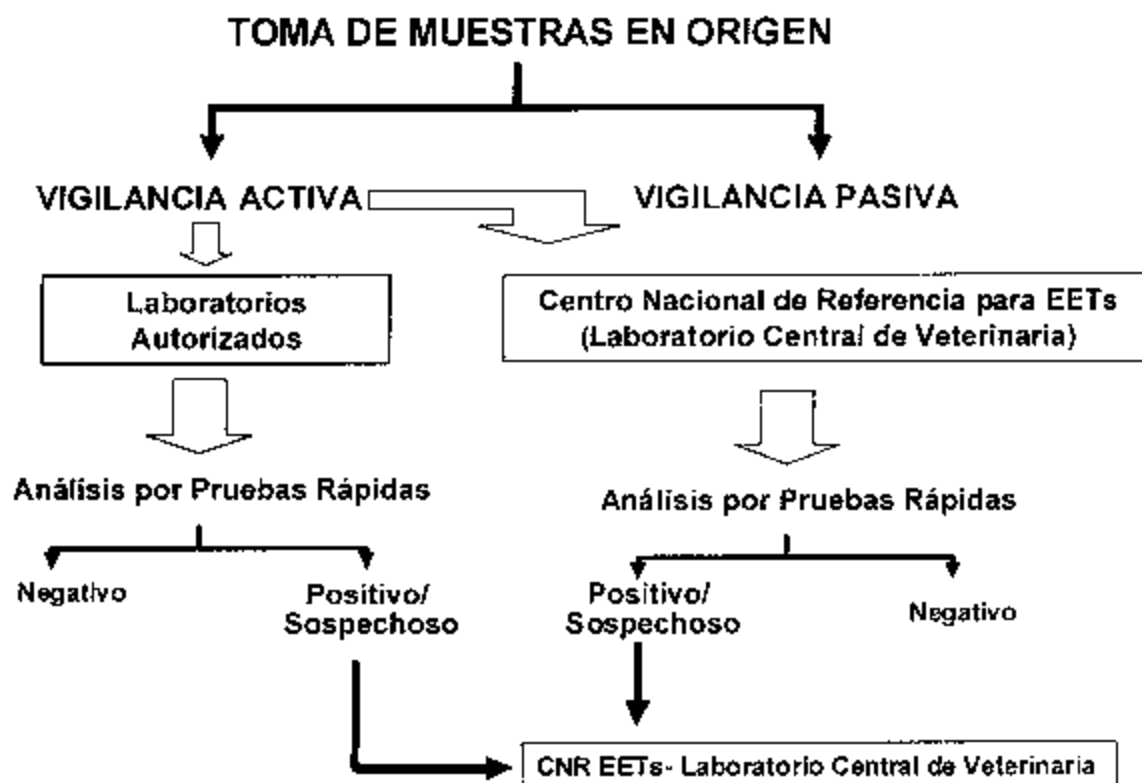 TOMA DE MUESTRAS EN ORIGEN
VIGILANCIA ACTIVA
VIGILANCIA PASIVA
Laboratorios
Autorizados
Centro Nacional de Referencia para EETs
(Laboratorio Central de Veterinaria)
Análisis por Pruebas Rápidas
Análisis por Pruebas Rápidas
Negativo
Positivo/
Sospechoso
Positivo/
Sospechoso
Negativo
CNR EETs- Laboratorio Central de Veterinaria